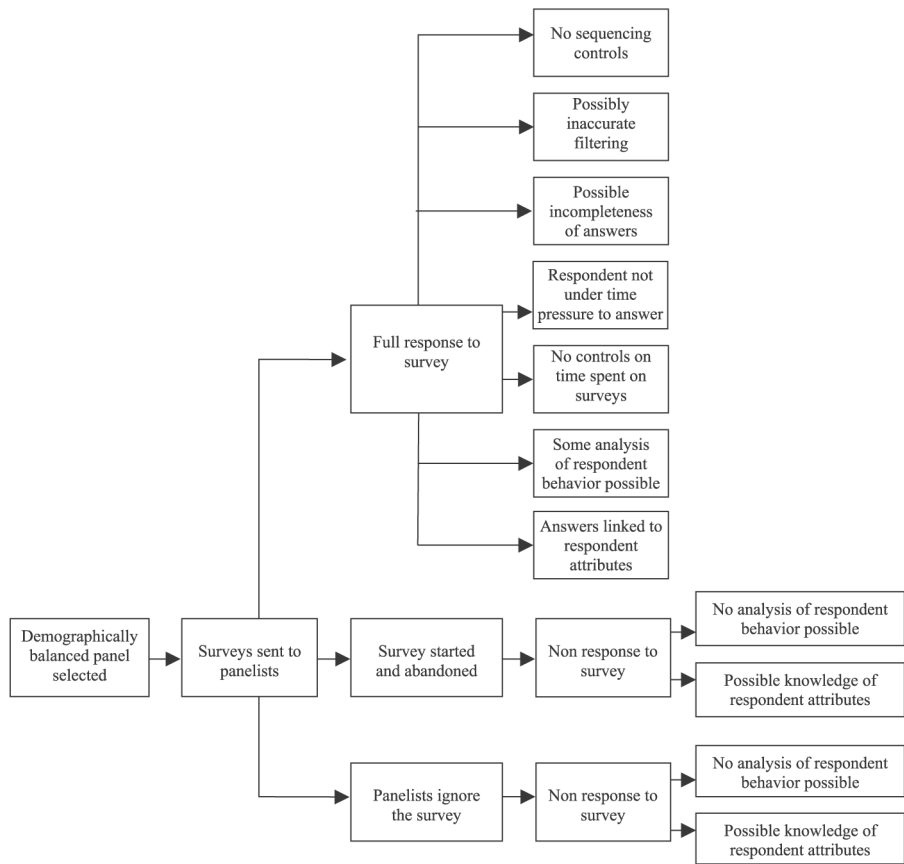 No sequencing
controls
Possibly
inaccurate
filtering
Possible
incompleteness
of answers
Respondent not
under time
pressure to answer
Full response to
survey
No controls on
time spent on
surveys
Some analysis
of respondent
behavior possible
Answers linked to
respondent
attributes
Demographically
balanced panel
selected
Surveys sent to
panelists
Survey started
and abandoned
Non response to
survey
No analysis of respondent
behavior possible
Possible knowledge of
respondent attributes
Panelists ignore
the survey
Non response to
survey
No analysis of respondent
behavior possible
Possible knowledge of
respondent attributes